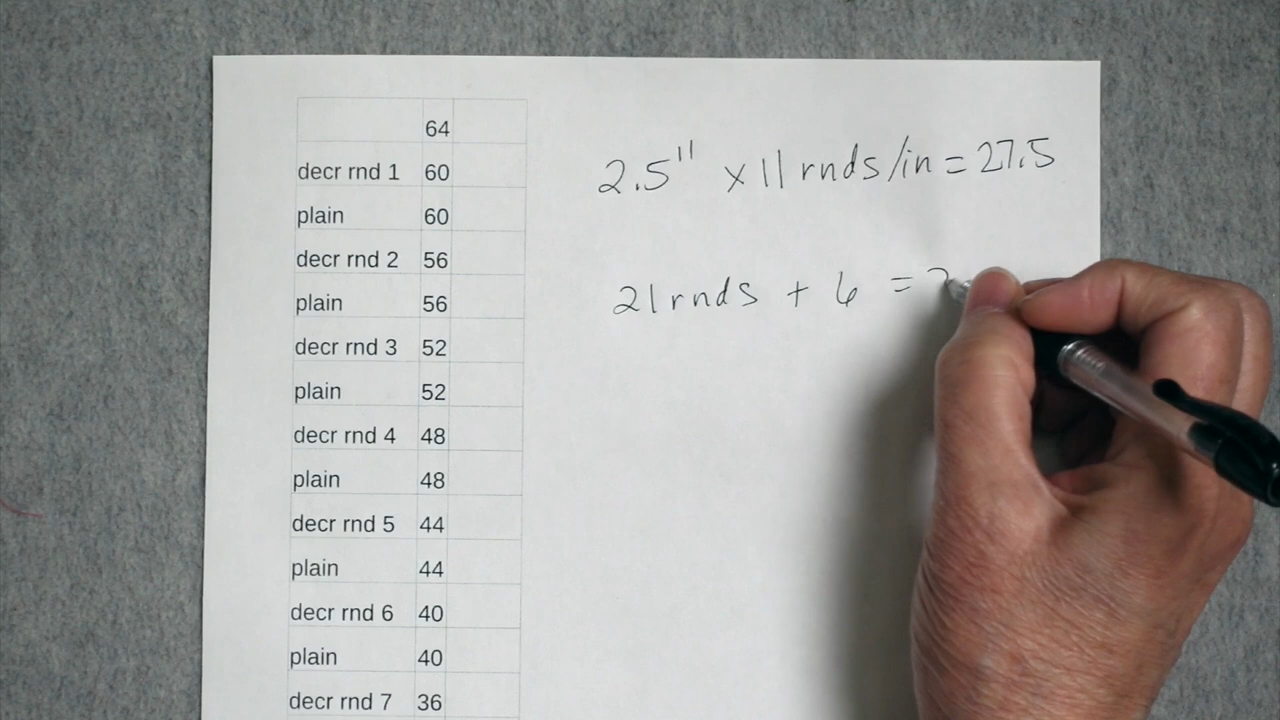 64
decr rnd 1 60
plain 60
decr rnd 2 56
plain 56
decr rnd 3 52
plain 52
decr rnd 4 48
plain 48
decr rnd 5 44
plain 44
decr rnd 6 40
plain 40
decr rnd 7 36
2.5" x 11 rnds/in = 27.5
21 rnds + 6 = 2